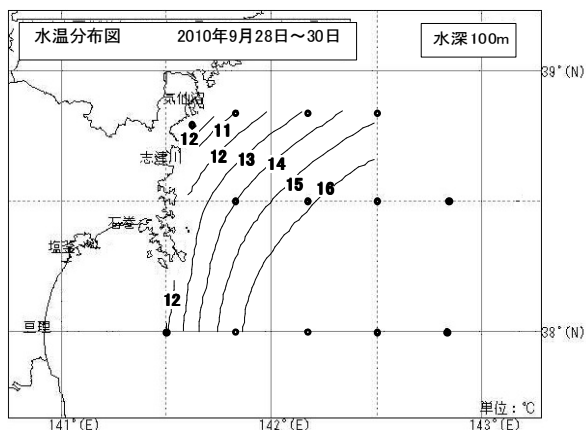 水温分布図 2010年9月28日~30日
水深100m
39°(N)
気仙沼
11
12
志津川
12
13
14
15
16
石巻
塩釜
12
亘理
38°(N)
単位:℃
141°(E)
142°(E)
143°(E)